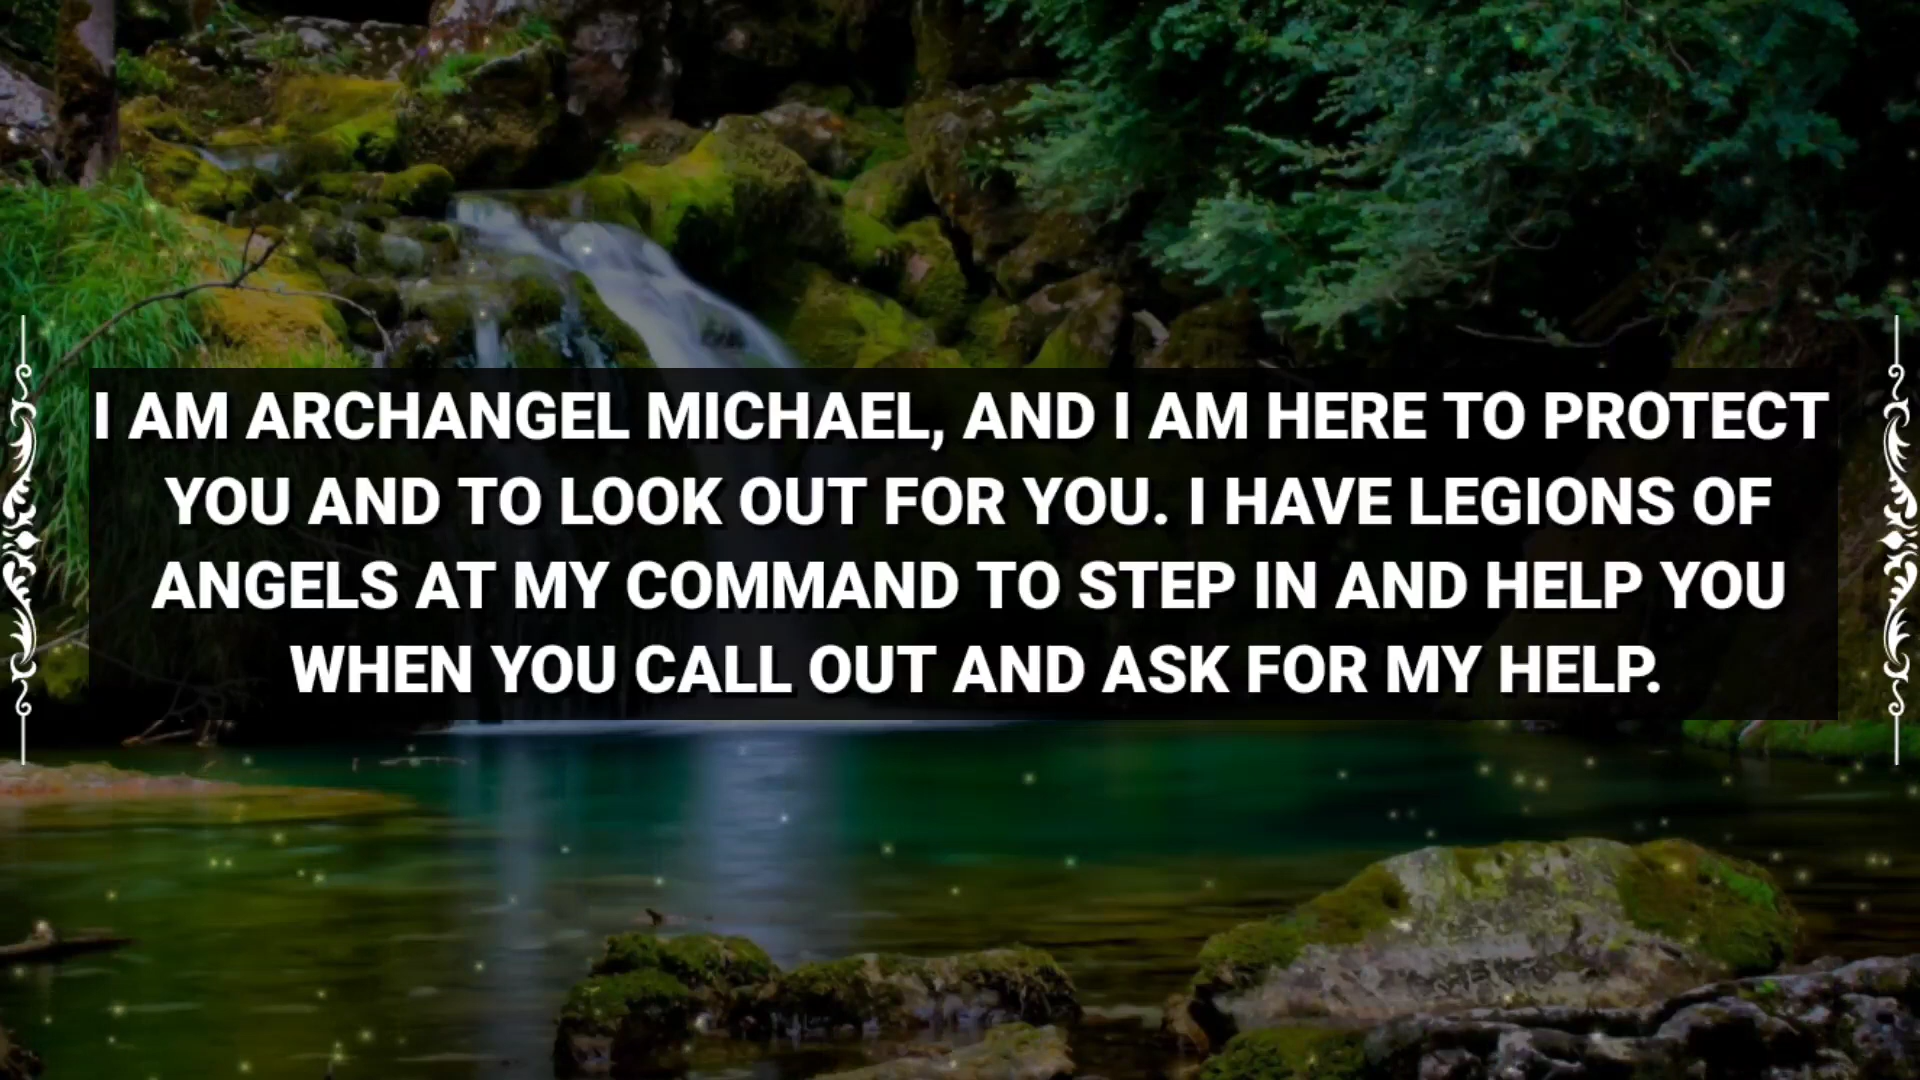 I AM ARCHANGEL MICHAEL, AND I AM HERE TO PROTECT
YOU AND TO LOOK OUT FOR YOU. I HAVE LEGIONS OF
ANGELS AT MY COMMAND TO STEP IN AND HELP YOU
WHEN YOU CALL OUT AND ASK FOR MY HELP.